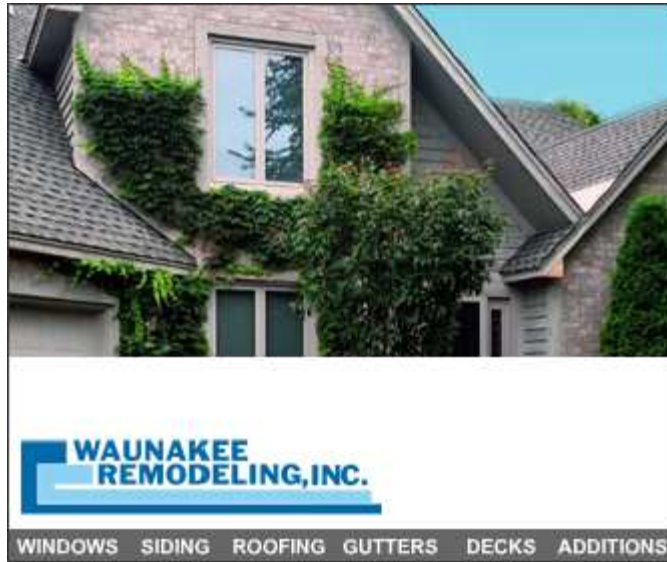 WAUNAKEE
REMODELING, INC.
WINDOWS SIDING ROOFING GUTTERS DECKS ADDITIONS